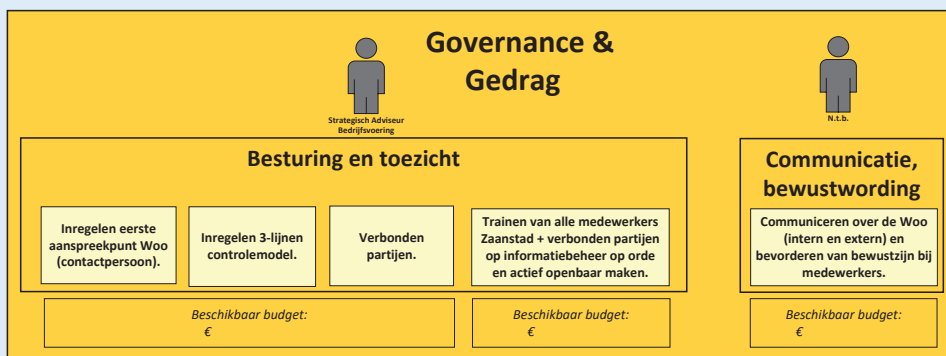 Governance &
Gedrag
Strategisch Adviseur
Bedrijfsvoering
N.t.b.
Besturing en toezicht
Inregelen eerste
aanspreekpunt Woo
(contactpersoon).
Inregelen 3-lijnen
controlemodel.
Verbonden
partijen.
Trainen van alle medewerkers
Zaanstad + verbonden partijen
op informatiebeheer op orde
en actief openbaar maken.
Communicatie,
bewustwording
Communiceren over de Woo
(intern en extern) en
bevorderen van bewustzijn bij
medewerkers.
Beschikbaar budget:
€
Beschikbaar budget:
€
Beschikbaar budget:
€